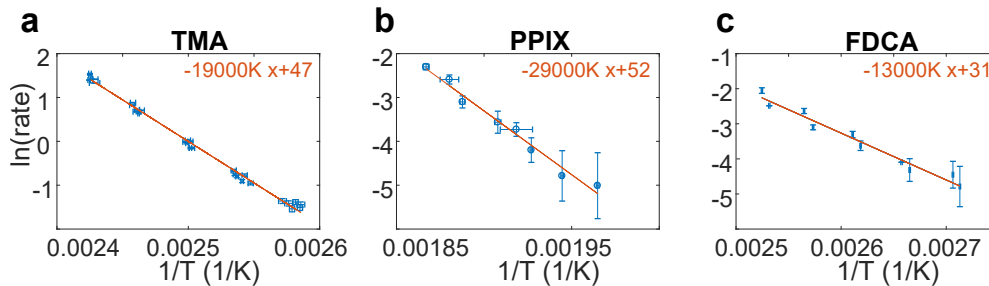 a
TMA
-19000K x+47
ln(rate)
2
1
0
-1
0.0024
0.0025
0.0026
1/T (1/K)
b
PPIX
-29000K x+52
-2
-3
-4
-5
0.00185
0.00195
1/T (1/K)
c
FDCA
-13000K x+31
-1
-2
-3
-4
-5
0.0025
0.0026
0.0027
1/T (1/K)